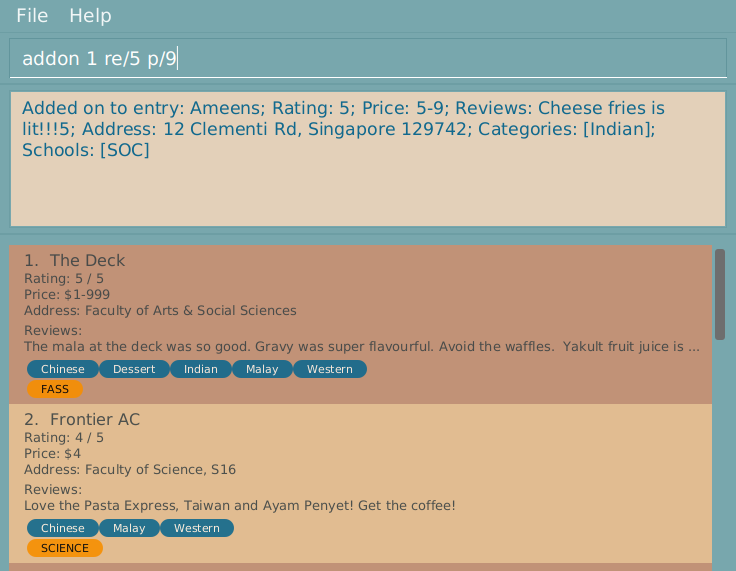 File Help
addon 1 re/5 p/9
Added on to entry: Ameens; Rating: 5; Price: 5-9; Reviews: Cheese fries is
lit!!!5; Address: 12 Clementi Rd, Singapore 129742; Categories: [Indian];
Schools: [SOC]
1. The Deck
Rating: 5 / 5
Price: $1-999
Address: Faculty of Arts & Social Sciences
Reviews:
The mala at the deck was so good. Gravy was super flavourful. Avoid the waffles. Yakult fruit juice is ...
Chinese Dessert Indian Malay Western
FASS
2. Frontier AC
Rating: 4 / 5
Price: $4
Address: Faculty of Science, S16
Reviews:
Love the Pasta Express, Taiwan and Ayam Penyet! Get the coffee!
Chinese Malay Western
SCIENCE